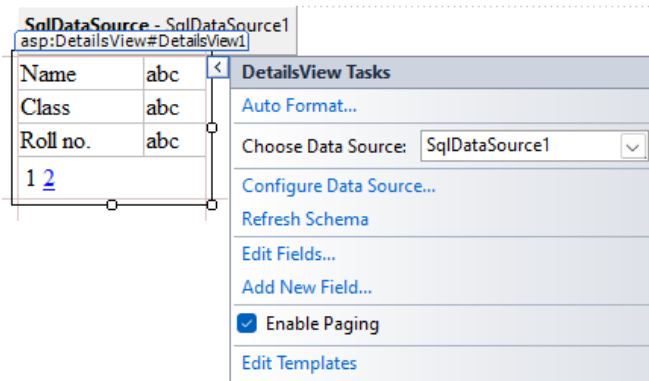 SqlDataSource - SqlDataSource1
asp:DetailsView#DetailsView1
Name abc
Class abc
Roll no. abc
1 2
DetailsView Tasks
Auto Format...
Choose Data Source: SqlDataSource1
Configure Data Source...
Refresh Schema
Edit Fields...
Add New Field...
Enable Paging
Edit Templates